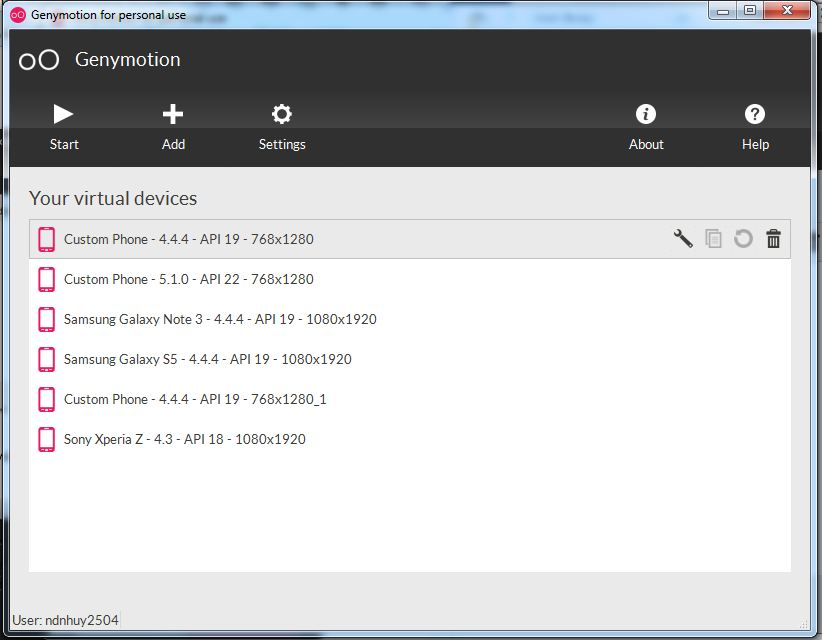 Genymotion for personal use
Genymotion
Start Add Settings About Help
Your virtual devices
Custom Phone - 4.4.4 - API 19 - 768x1280
Custom Phone - 5.1.0 - API 22 - 768x1280
Samsung Galaxy Note 3 - 4.4.4 - API 19 - 1080x1920
Samsung Galaxy S5 - 4.4.4 - API 19 - 1080x1920
Custom Phone - 4.4.4 - API 19 - 768x1280_1
Sony Xperia Z - 4.3 - API 18 - 1080x1920
User: ndnhuy2504